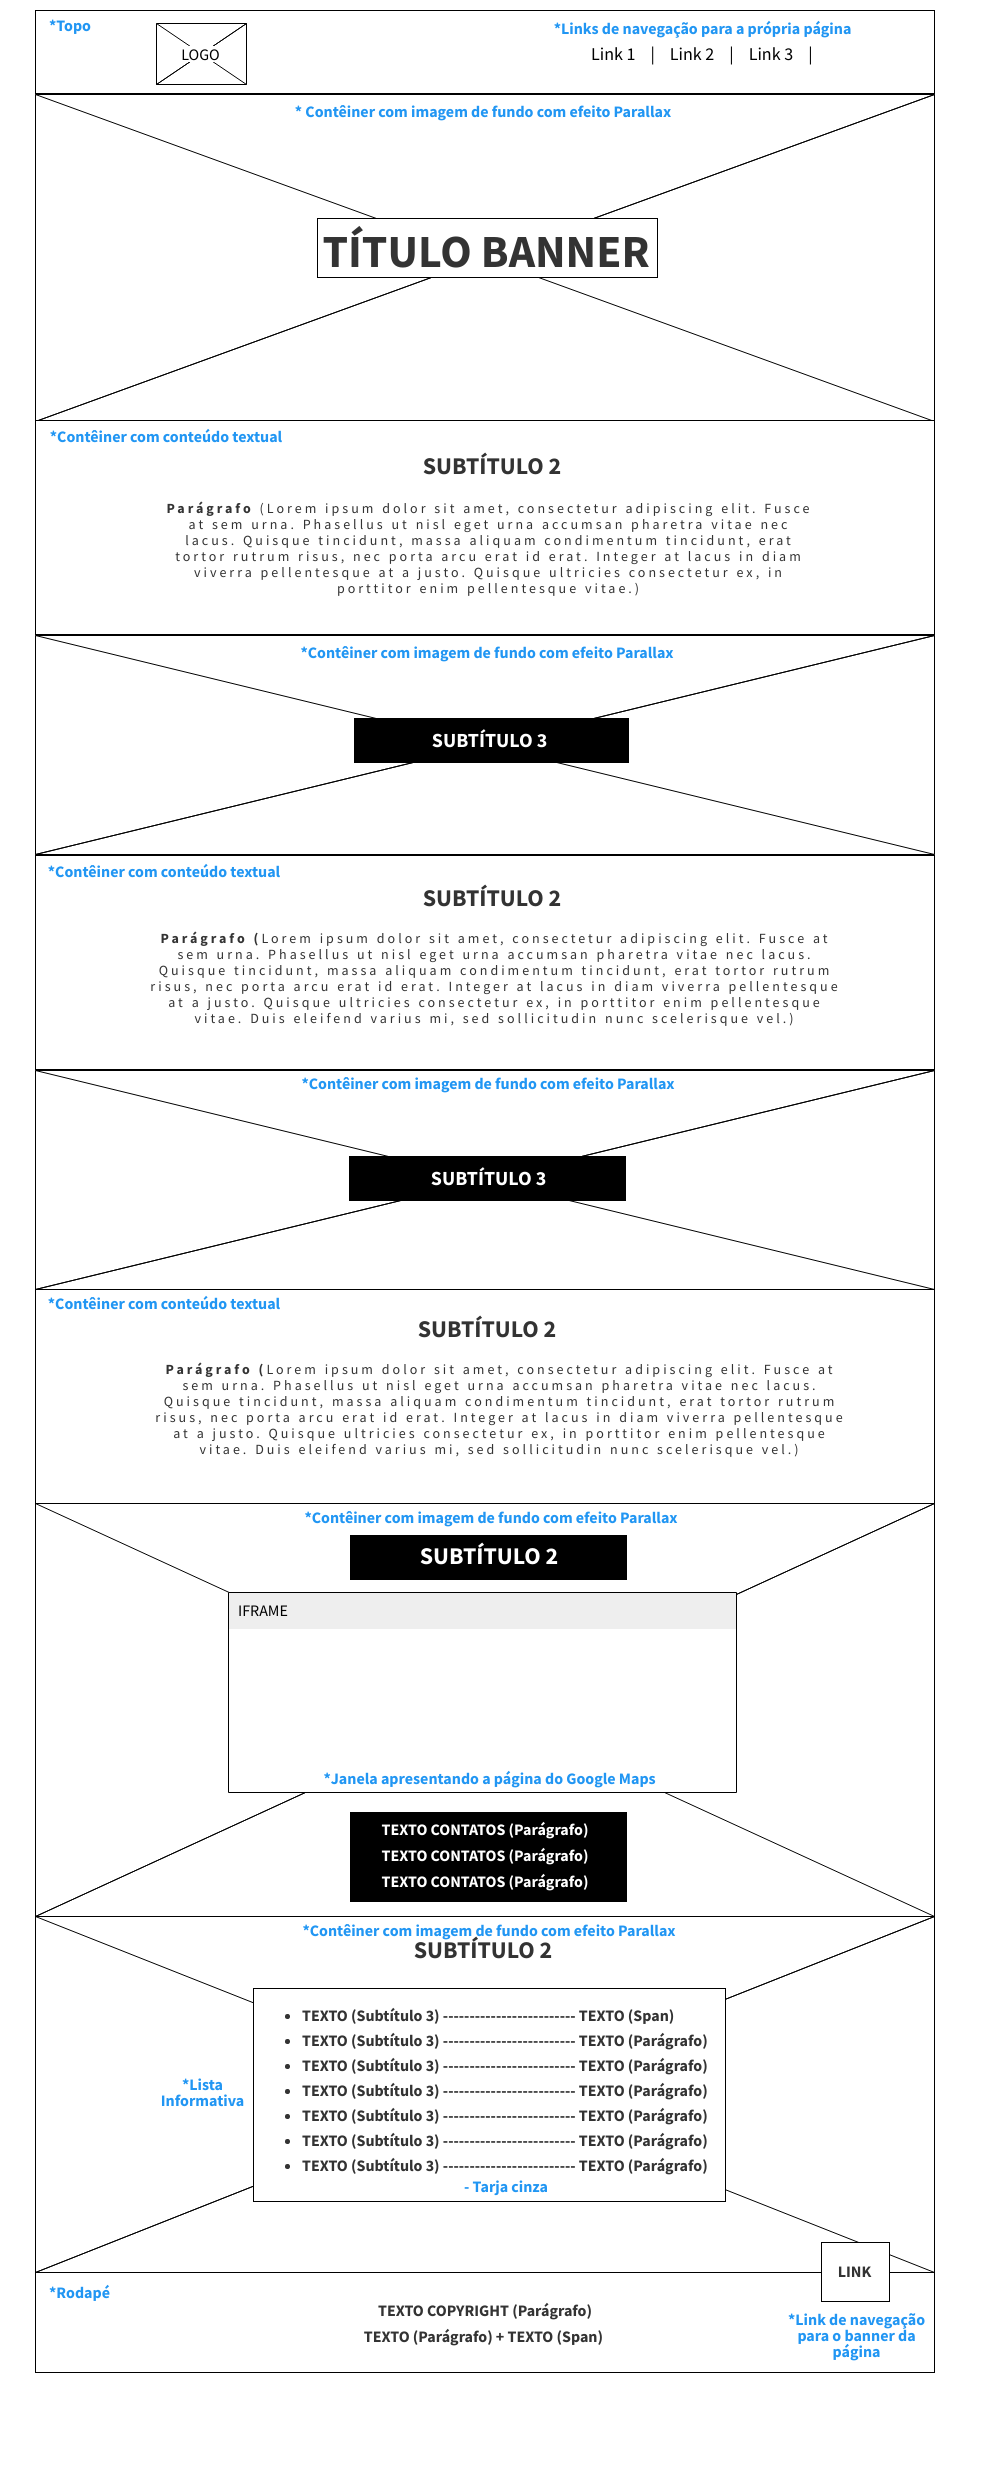 *Topo
LOGO
*Links de navegação para a própria página
Link 1 | Link 2 | Link 3 |
* Contêiner com imagem de fundo com efeito Parallax
TÍTULO BANNER
*Contêiner com conteúdo textual
SUBTÍTULO 2
Parágrafo (Lorem ipsum dolor sit amet, consectetur adipiscing elit. Fusce
at sem urna. Phasellus ut nisl eget urna accumsan pharetra vitae nec
lacus. Quisque tincidunt, massa aliquam condimentum tincidunt, erat
tortor rutrum risus, nec porta arcu erat id erat. Integer at lacus in diam
viverra pellentesque at a justo. Quisque ultricies consectetur ex, in
porttitor enim pellentesque vitae.)
*Contêiner com imagem de fundo com efeito Parallax
SUBTÍTULO 3
*Contêiner com conteúdo textual
SUBTÍTULO 2
Parágrafo (Lorem ipsum dolor sit amet, consectetur adipiscing elit. Fusce at
sem urna. Phasellus ut nisl eget urna accumsan pharetra vitae nec lacus.
Quisque tincidunt, massa aliquam condimentum tincidunt, erat tortor rutrum
risus, nec porta arcu erat id erat. Integer at lacus in diam viverra pellentesque
at a justo. Quisque ultricies consectetur ex, in porttitor enim pellentesque
vitae. Duis eleifend varius mi, sed sollicitudin nunc scelerisque vel.)
*Contêiner com imagem de fundo com efeito Parallax
SUBTÍTULO 3
*Contêiner com conteúdo textual
SUBTÍTULO 2
Parágrafo (Lorem ipsum dolor sit amet, consectetur adipiscing elit. Fusce at
sem urna. Phasellus ut nisl eget urna accumsan pharetra vitae nec lacus.
Quisque tincidunt, massa aliquam condimentum tincidunt, erat tortor rutrum
risus, nec porta arcu erat id erat. Integer at lacus in diam viverra pellentesque
at a justo. Quisque ultricies consectetur ex, in porttitor enim pellentesque
vitae. Duis eleifend varius mi, sed sollicitudin nunc scelerisque vel.)
*Contêiner com imagem de fundo com efeito Parallax
SUBTÍTULO 2
IFRAME
*Janela apresentando a página do Google Maps
TEXTO CONTATOS (Parágrafo)
TEXTO CONTATOS (Parágrafo)
TEXTO CONTATOS (Parágrafo)
*Contêiner com imagem de fundo com efeito Parallax
SUBTÍTULO 2
• TEXTO (Subtítulo 3) ------------------------- TEXTO (Span)
• TEXTO (Subtítulo 3) ------------------------- TEXTO (Parágrafo)
• TEXTO (Subtítulo 3) ------------------------- TEXTO (Parágrafo)
• TEXTO (Subtítulo 3) ------------------------- TEXTO (Parágrafo)
• TEXTO (Subtítulo 3) ------------------------- TEXTO (Parágrafo)
• TEXTO (Subtítulo 3) ------------------------- TEXTO (Parágrafo)
• TEXTO (Subtítulo 3) ------------------------- TEXTO (Parágrafo)
*Lista
Informativa
- Tarja cinza
LINK
*Rodapé
TEXTO COPYRIGHT (Parágrafo)
TEXTO (Parágrafo) + TEXTO (Span)
*Link de navegação
para o banner da
página